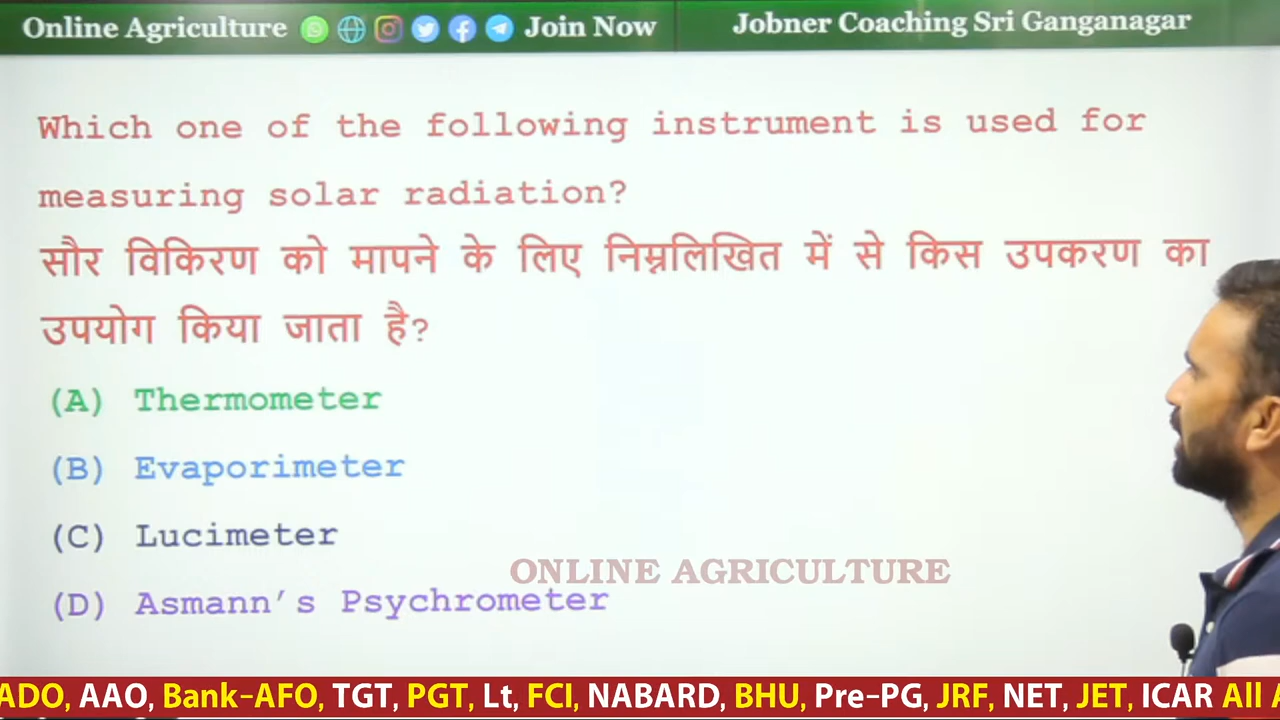 Online Agriculture Join Now
Jobner Coaching Sri Ganganagar
Which one of the following instrument is used for
measuring solar radiation?
सौर विकिरण को मापने के लिए निम्नलिखित में से किस उपकरण का
उपयोग किया जाता है?
(A) Thermometer
(B) Evaporimeter
(C) Lucimeter
(D) Asmann's Psychrometer
ONLINE AGRICULTURE
ADO, AAO, Bank-AFO, TGT, PGT, Lt, FCI, NABARD, BHU, Pre-PG, JRF, NET, JET, ICAR All